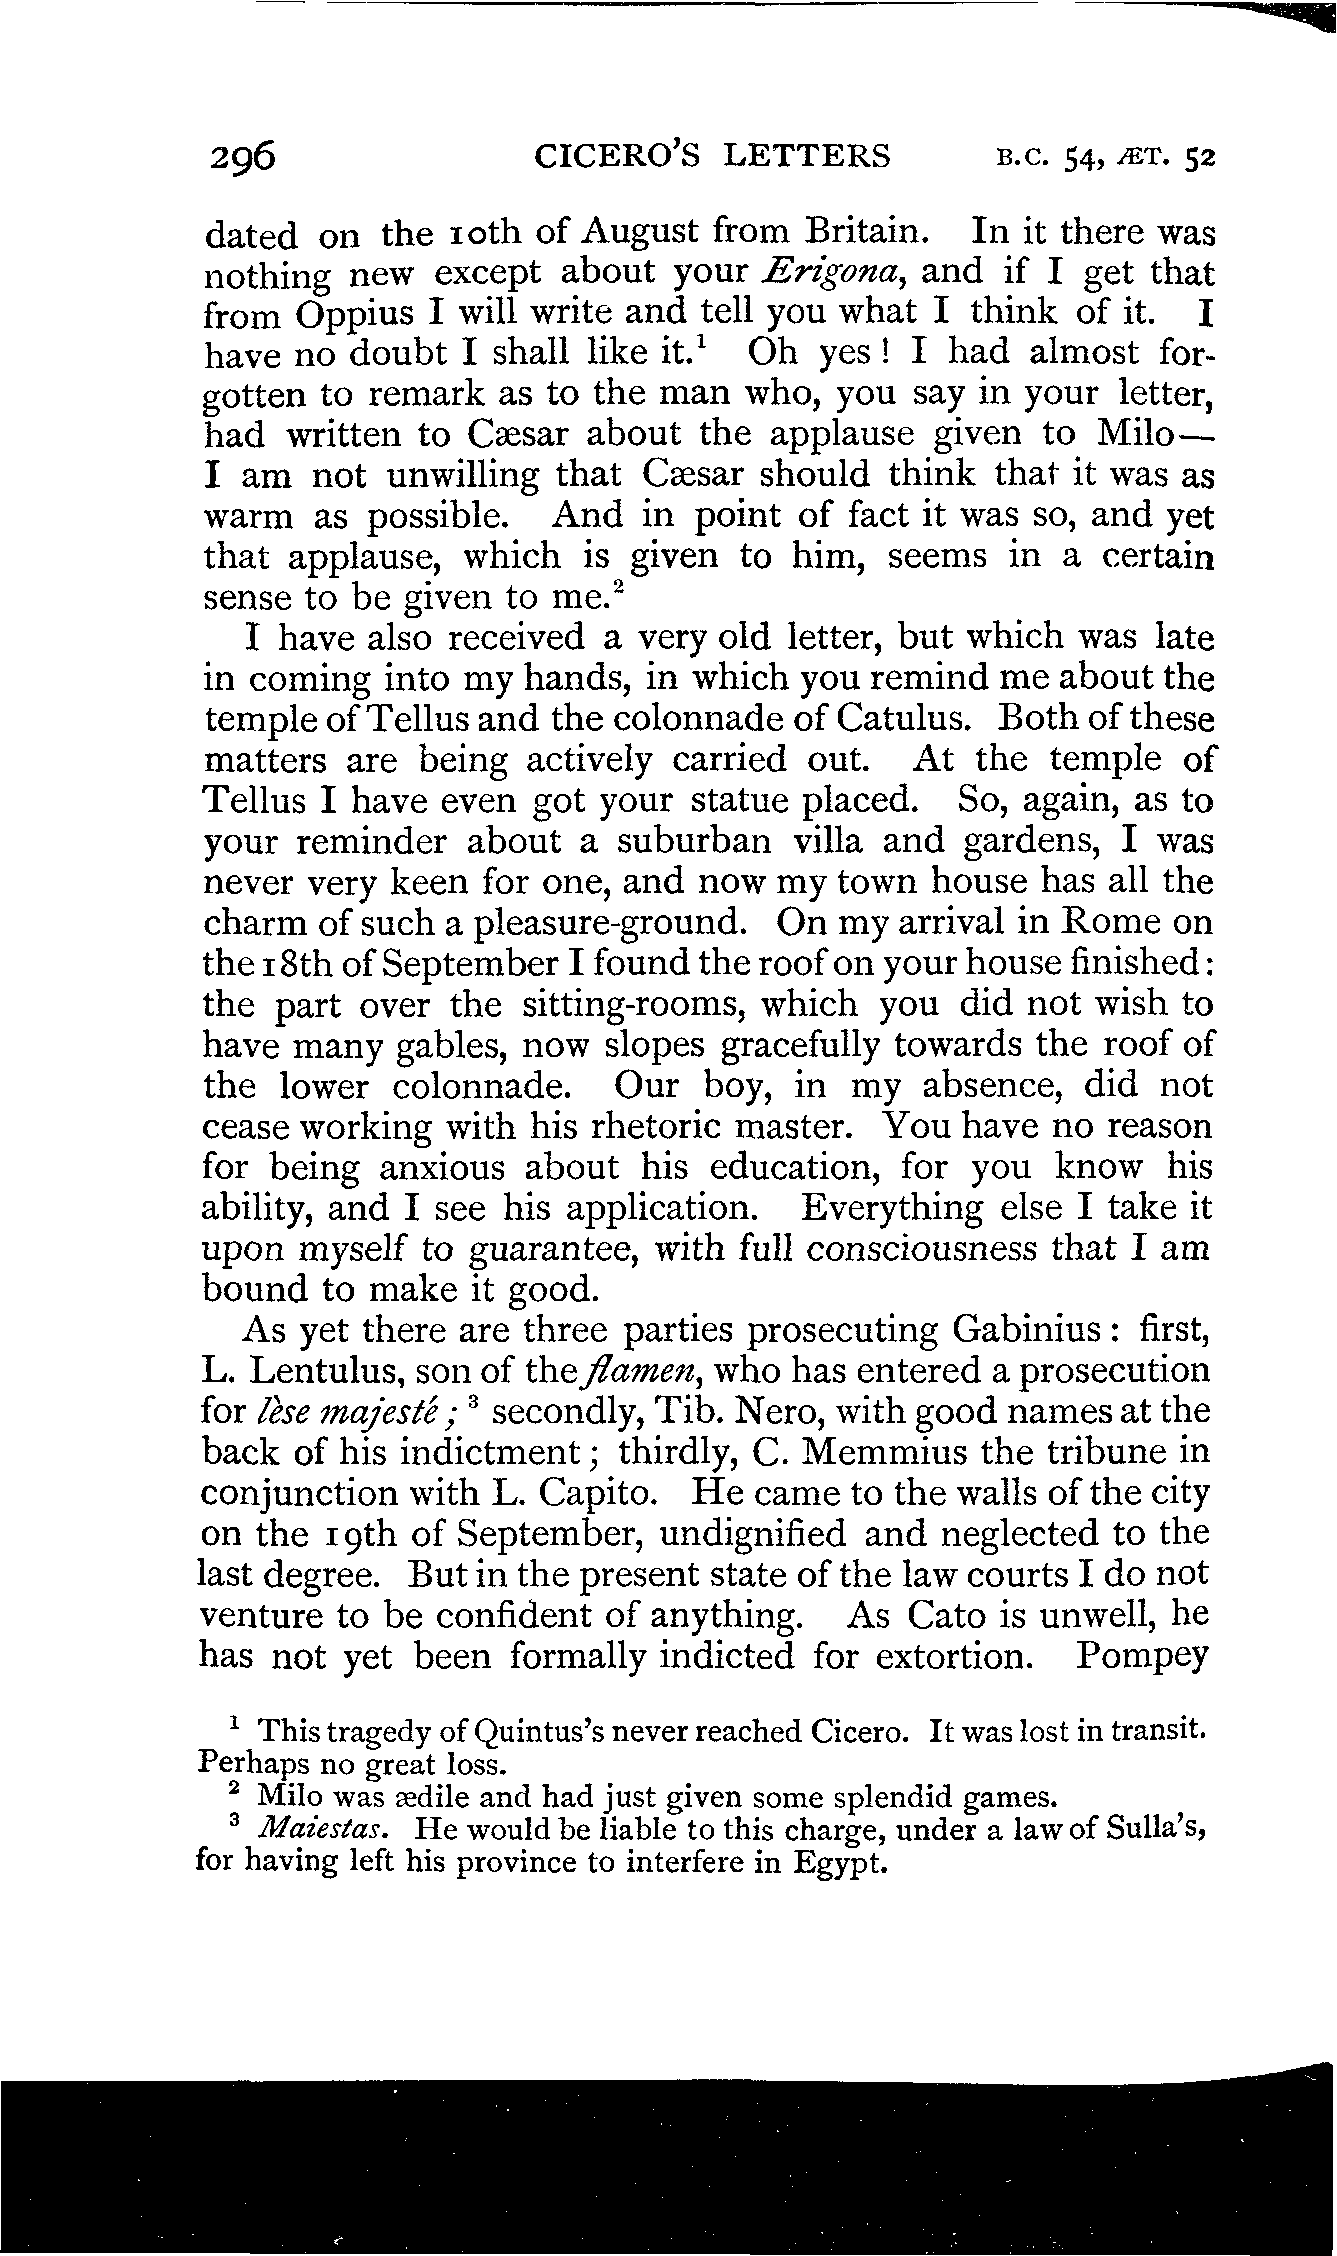 296 CICERO'S LETTERS B.C. 54, ÆT. 52
dated on the 10th of August from Britain. In it there was
nothing new except about your Erigona, and if I get that
from Oppius I will write and tell you what I think of it. I
have no doubt I shall like it.¹ Oh yes! I had almost for-
gotten to remark as to the man who, you say in your letter,
had written to Cæsar about the applause given to Milo—
I am not unwilling that Cæsar should think that it was as
warm as possible. And in point of fact it was so, and yet
that applause, which is given to him, seems in a certain
sense to be given to me.²
I have also received a very old letter, but which was late
in coming into my hands, in which you remind me about the
temple of Tellus and the colonnade of Catulus. Both of these
matters are being actively carried out. At the temple of
Tellus I have even got your statue placed. So, again, as to
your reminder about a suburban villa and gardens, I was
never very keen for one, and now my town house has all the
charm of such a pleasure-ground. On my arrival in Rome on
the 18th of September I found the roof on your house finished:
the part over the sitting-rooms, which you did not wish to
have many gables, now slopes gracefully towards the roof of
the lower colonnade. Our boy, in my absence, did not
cease working with his rhetoric master. You have no reason
for being anxious about his education, for you know his
ability, and I see his application. Everything else I take it
upon myself to guarantee, with full consciousness that I am
bound to make it good.
As yet there are three parties prosecuting Gabinius: first,
L. Lentulus, son of the flamen, who has entered a prosecution
for lèse majesté;³ secondly, Tib. Nero, with good names at the
back of his indictment; thirdly, C. Memmius the tribune in
conjunction with L. Capito. He came to the walls of the city
on the 19th of September, undignified and neglected to the
last degree. But in the present state of the law courts I do not
venture to be confident of anything. As Cato is unwell, he
has not yet been formally indicted for extortion. Pompey
¹ This tragedy of Quintus's never reached Cicero. It was lost in transit.
Perhaps no great loss.
² Milo was ædile and had just given some splendid games.
³ Maiestas. He would be liable to this charge, under a law of Sulla's,
for having left his province to interfere in Egypt.